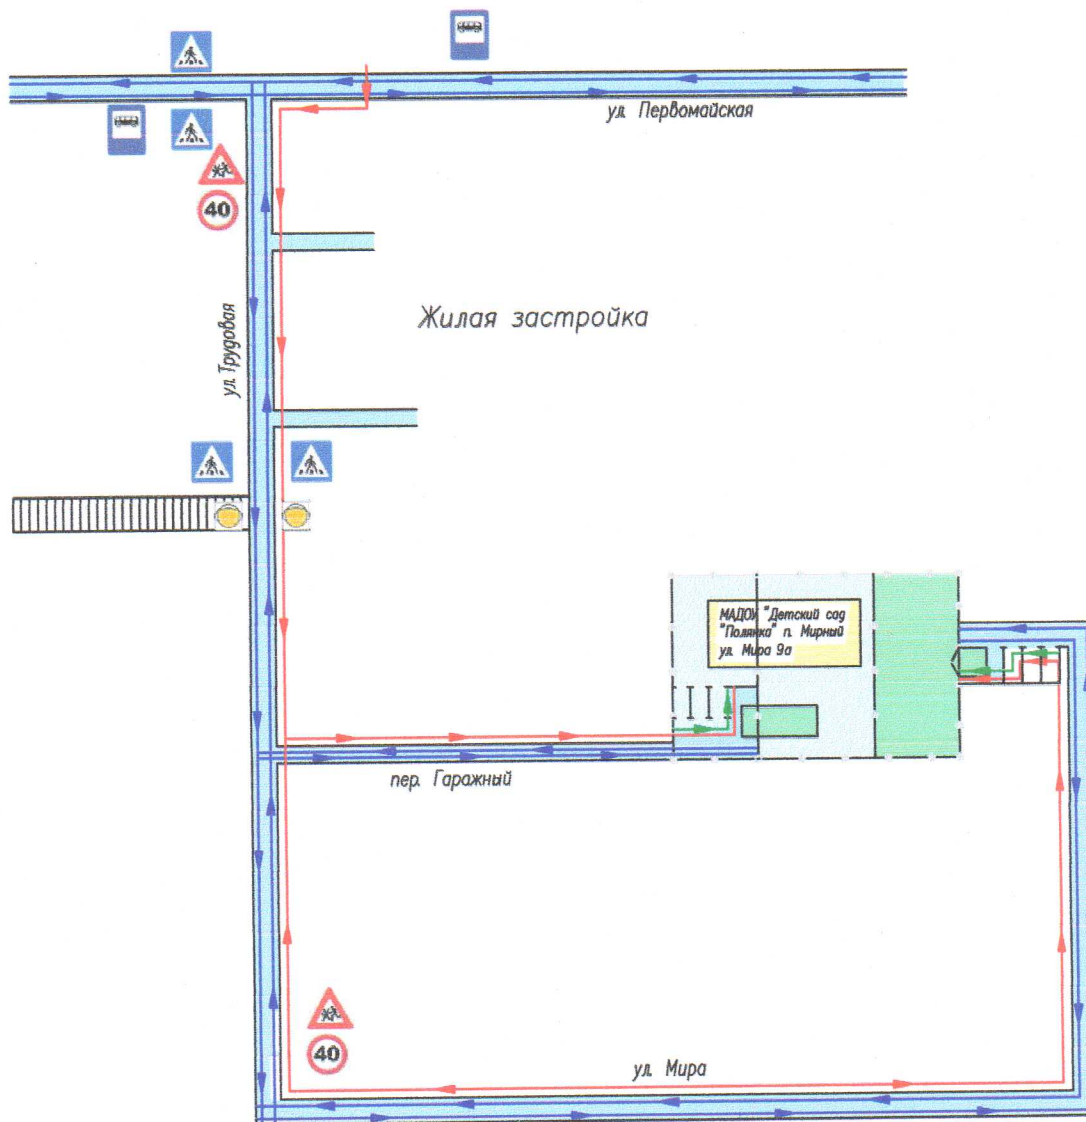 ул. Первомайская
40
ул. Трудовая
Жилая застройка
МАДОУ "Детский сад
"Полянка" п. Мирный
ул. Мира 9а
пер. Гаражный
40
ул. Мира